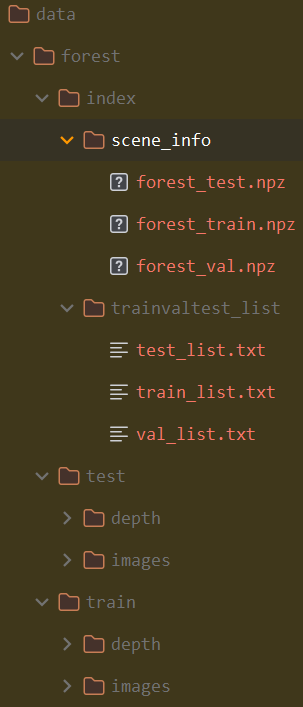 data
forest
index
scene_info
forest_test.npz
forest_train.npz
forest_val.npz
trainvaltest_list
test_list.txt
train_list.txt
val_list.txt
test
depth
images
train
depth
images